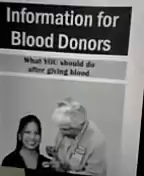 Information for
Blood Donors
What YOU should do
after giving blood